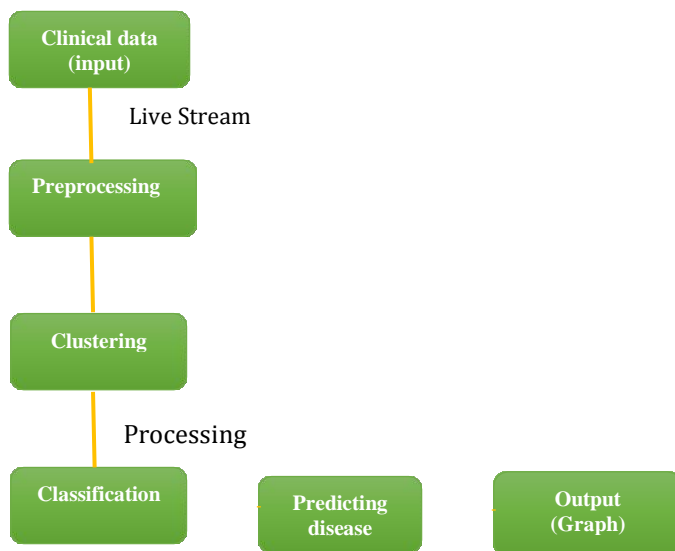 Clinical data
(input)
Live Stream
Preprocessing
Clustering
Processing
Classification
Predicting
disease
Output
(Graph)